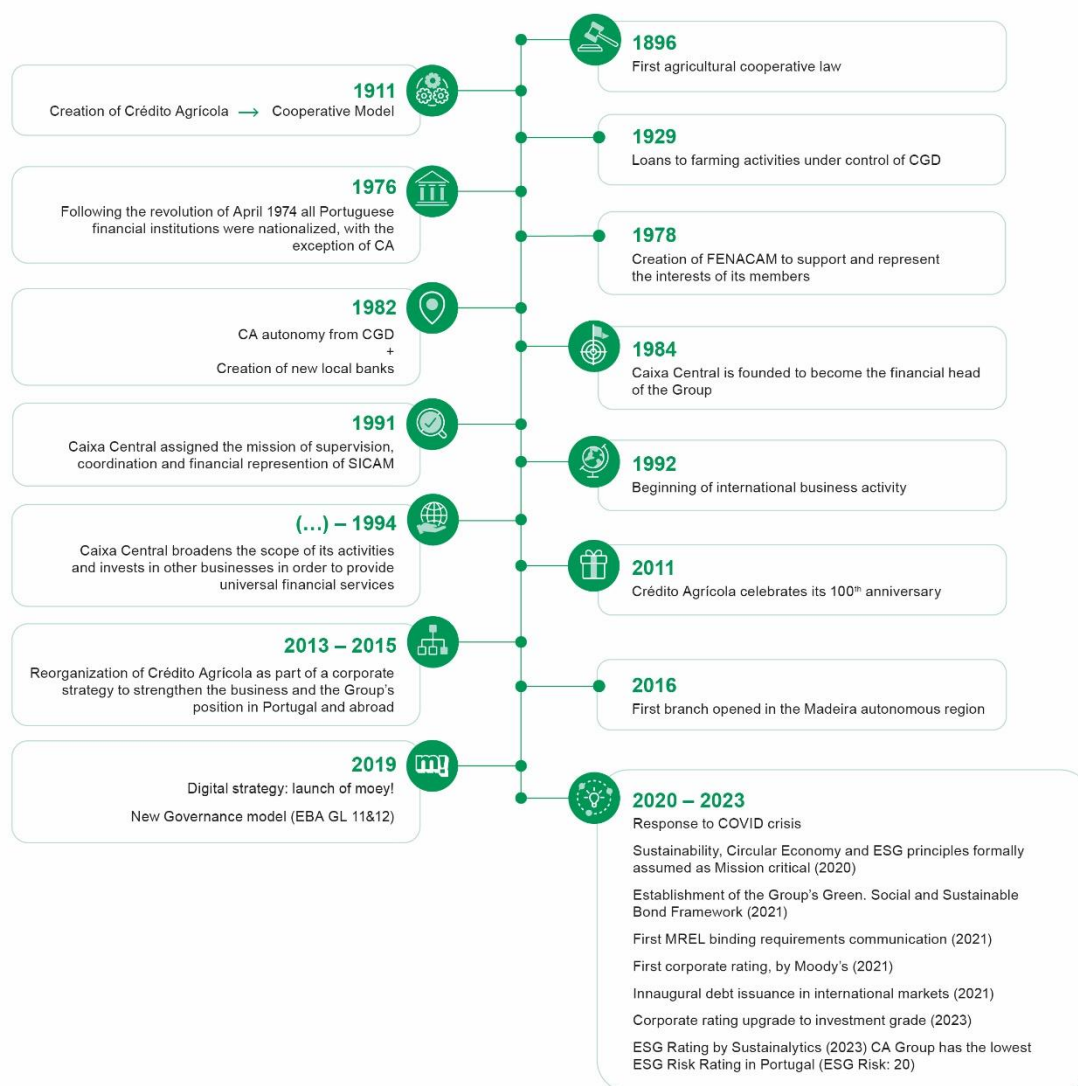 1896
First agricultural cooperative law
1911
Creation of Crédito Agrícola → Cooperative Model
1929
Loans to farming activities under control of CGD
1976
Following the revolution of April 1974 all Portuguese
financial institutions were nationalized, with the
exception of CA
1978
Creation of FENACAM to support and represent
the interests of its members
1982
CA autonomy from CGD
+
Creation of new local banks
1984
Caixa Central is founded to become the financial head
of the Group
1991
Caixa Central assigned the mission of supervision,
coordination and financial represention of SICAM
1992
Beginning of international business activity
(...) – 1994
Caixa Central broadens the scope of its activities
and invests in other businesses in order to provide
universal financial services
2011
Crédito Agrícola celebrates its 100th anniversary
2013 – 2015
Reorganization of Crédito Agrícola as part of a corporate
strategy to strengthen the business and the Group's
position in Portugal and abroad
2016
First branch opened in the Madeira autonomous region
2019
m!
Digital strategy: launch of moey!
New Governance model (EBA GL 11&12)
2020 – 2023
Response to COVID crisis
Sustainability, Circular Economy and ESG principles formally
assumed as Mission critical (2020)
Establishment of the Group's Green. Social and Sustainable
Bond Framework (2021)
First MREL binding requirements communication (2021)
First corporate rating, by Moody's (2021)
Innaugural debt issuance in international markets (2021)
Corporate rating upgrade to investment grade (2023)
ESG Rating by Sustainalytics (2023) CA Group has the lowest
ESG Risk Rating in Portugal (ESG Risk: 20)